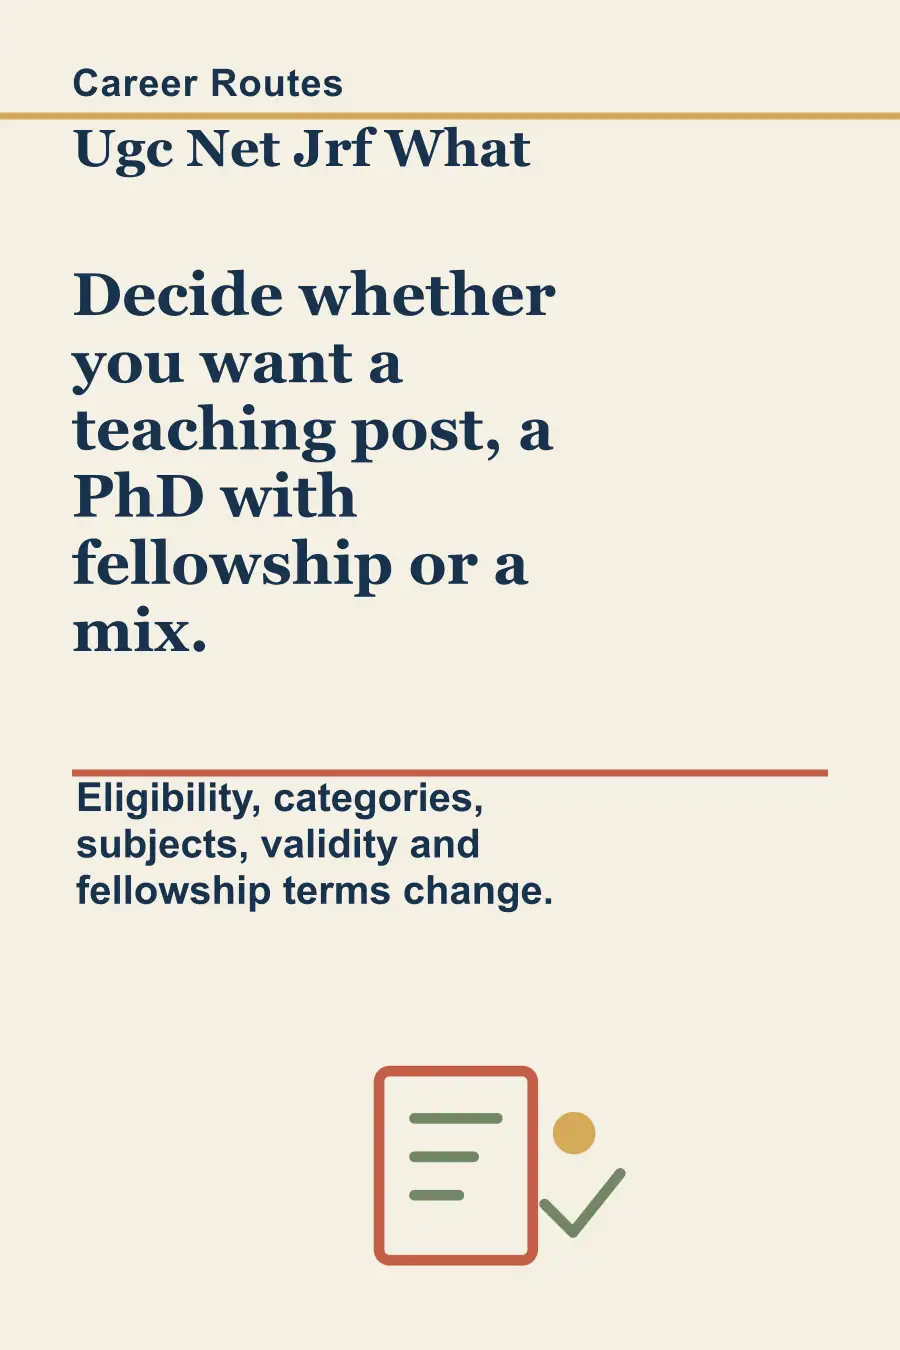 Career Routes
Ugc Net Jrf What
Decide whether
you want a
teaching post, a
PhD with
fellowship or a
mix.
Eligibility, categories,
subjects, validity and
fellowship terms change.